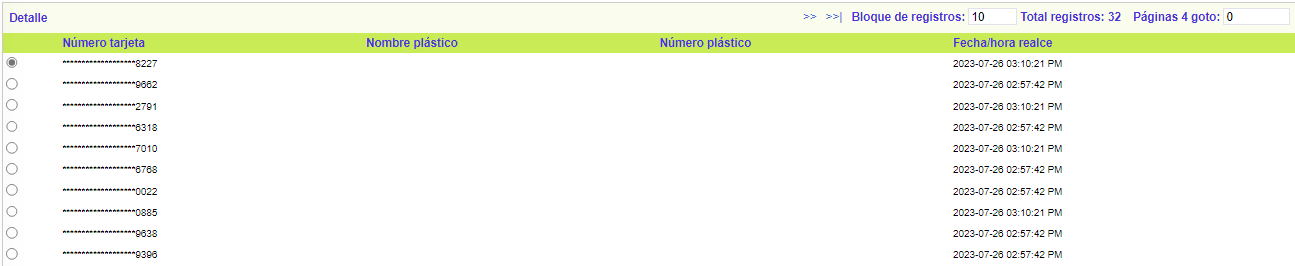 Detalle >> >>| Bloque de registros: 10 Total registros: 32 Páginas 4 goto: 0
Número tarjeta Nombre plástico Número plástico Fecha/hora realce
*******************8227 2023-07-26 03:10:21 PM
*******************9662 2023-07-26 02:57:42 PM
*******************2791 2023-07-26 03:10:21 PM
*******************6318 2023-07-26 02:57:42 PM
*******************7010 2023-07-26 03:10:21 PM
*******************6768 2023-07-26 02:57:42 PM
*******************0022 2023-07-26 02:57:42 PM
*******************0885 2023-07-26 03:10:21 PM
*******************9638 2023-07-26 02:57:42 PM
*******************9396 2023-07-26 02:57:42 PM